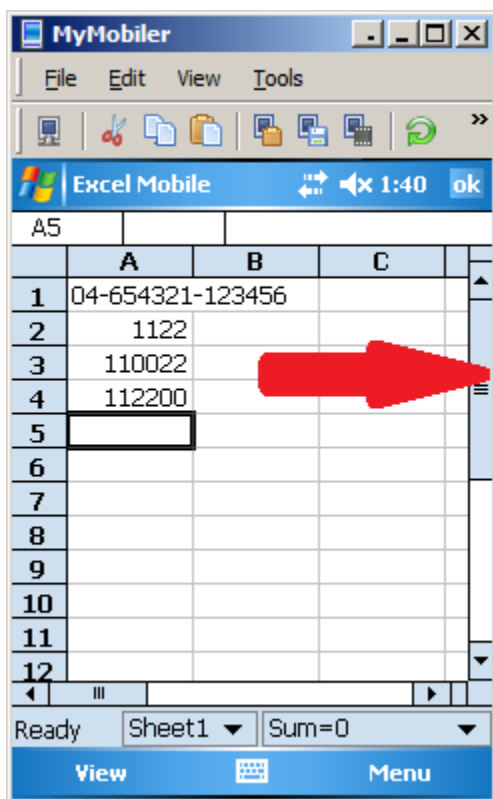 MyMobiler
File Edit View Tools
»
Excel Mobile 1:40 ok
A5
A B C
1 04-654321-123456
2 1122
3 110022
4 112200
5
6
7
8
9
10
11
12
Ready Sheet1 Sum=0
View Menu